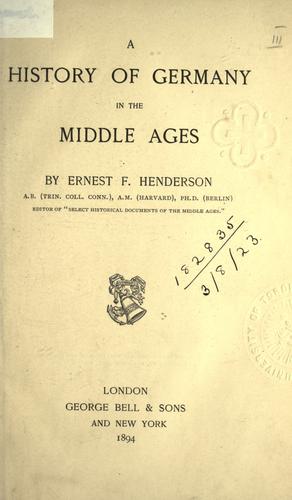 III
A
HISTORY OF GERMANY
IN THE
MIDDLE AGES
BY ERNEST F. HENDERSON
A.B. (TRIN. COLL. CONN.), A.M. (HARVARD), PH.D. (BERLIN)
EDITOR OF "SELECT HISTORICAL DOCUMENTS OF THE MIDDLE AGES."
182835
3/8/23
LONDON
GEORGE BELL & SONS
AND NEW YORK
1894